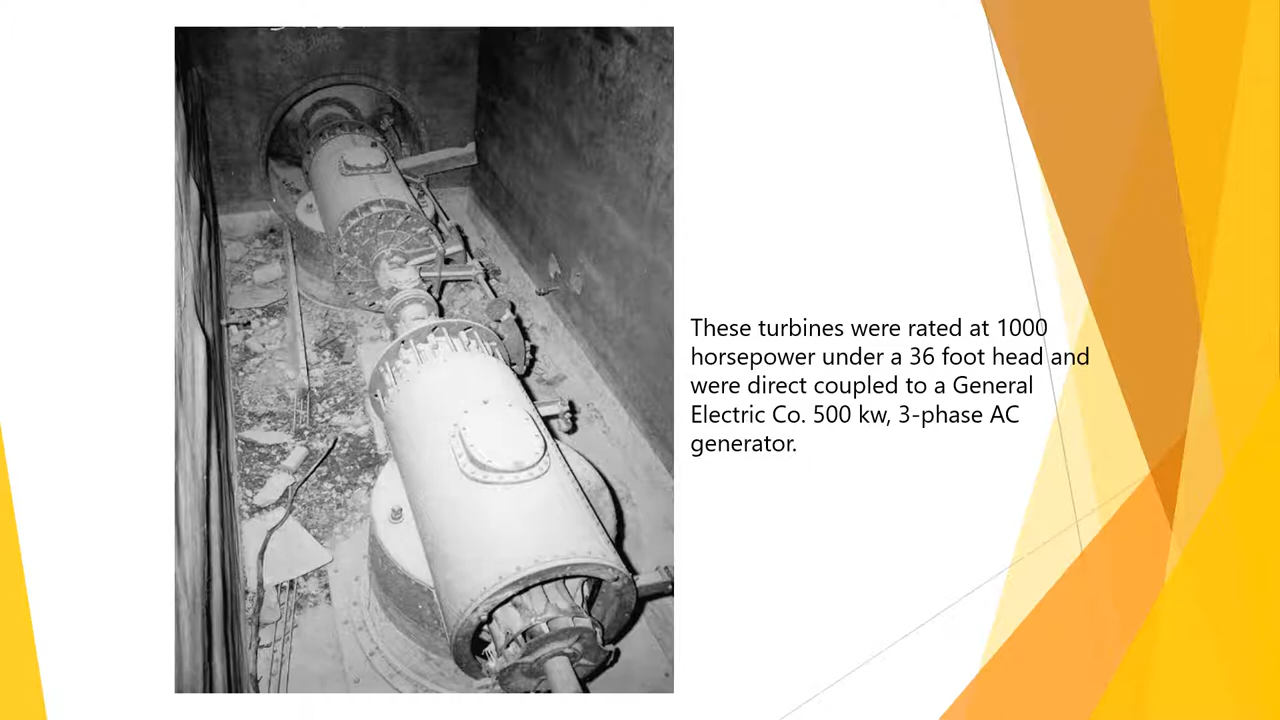 These turbines were rated at 1000
horsepower under a 36 foot head and
were direct coupled to a General
Electric Co. 500 kw, 3-phase AC
generator.